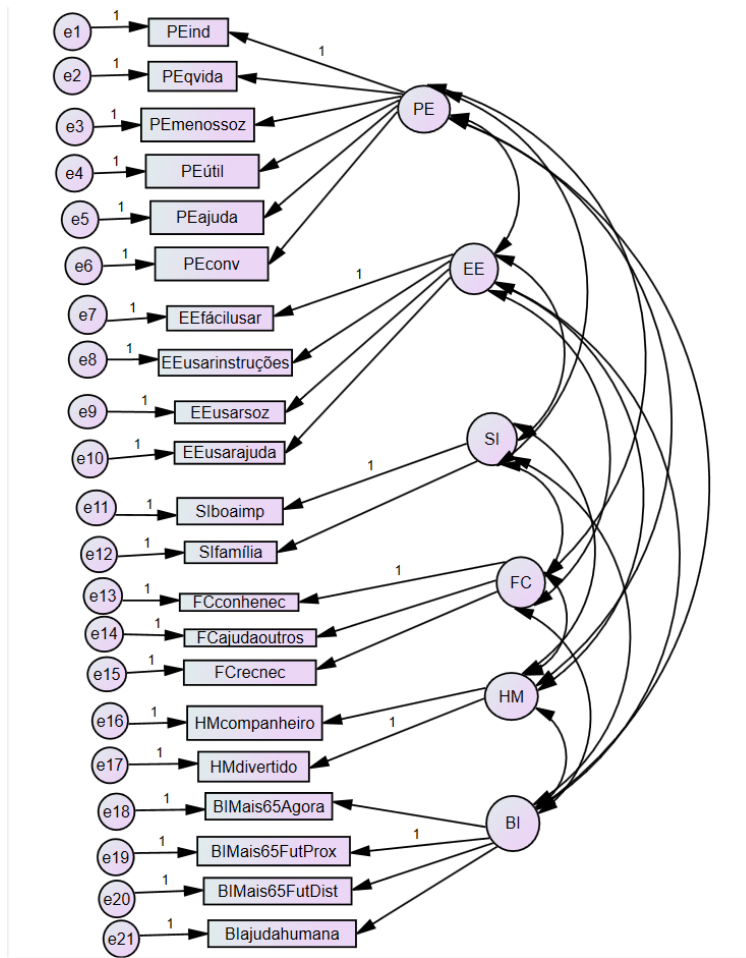 e1 1 PEind 1
e2 1 PEqvida
PE
e3 1 PEmenossoz
e4 1 PEútil
e5 1 PEajuda
e6 1 PEconv
EE
e7 1 EEfácilusar 1
e8 1 EEusarinstruções
e9 1 EEusarsoz
e10 1 EEusarajuda
SI
e11 1 SIboaimp 1
e12 1 SIfamília
FC
e13 1 FCconhenec 1
e14 1 FCajudaoutros
e15 1 FCrecnec
HM
e16 1 HMcompanheiro
e17 1 HMdivertido 1
e18 1 BIMais65Agora
BI
e19 1 BIMais65FutProx 1
e20 1 BIMais65FutDist
e21 1 BIajudahumana